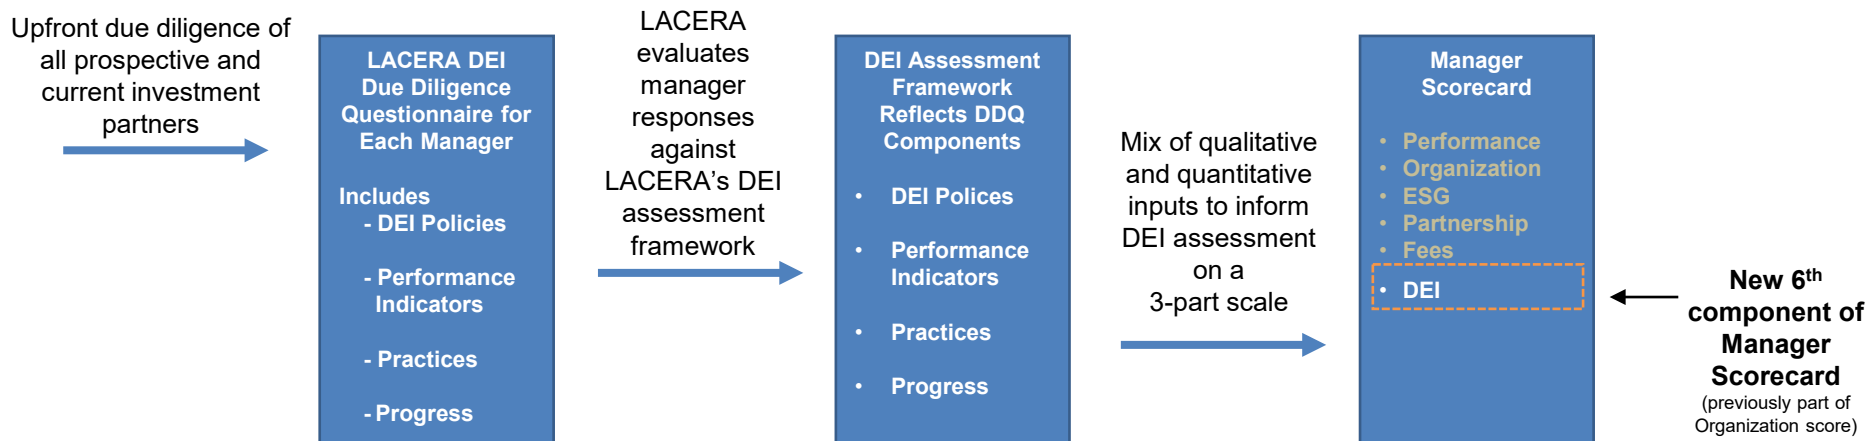 Upfront due diligence of
all prospective and
current investment
partners
LACERA DEI
Due Diligence
Questionnaire for
Each Manager
Includes
- DEI Policies
- Performance
Indicators
- Practices
- Progress
LACERA
evaluates
manager
responses
against
LACERA's DEI
assessment
framework
DEI Assessment
Framework
Reflects DDQ
Components
• DEI Polices
• Performance
Indicators
• Practices
• Progress
Mix of qualitative
and quantitative
inputs to inform
DEI assessment
on a
3-part scale
Manager
Scorecard
• Performance
• Organization
• ESG
• Partnership
• Fees
• DEI
New 6th
component of
Manager
Scorecard
(previously part of
Organization score)